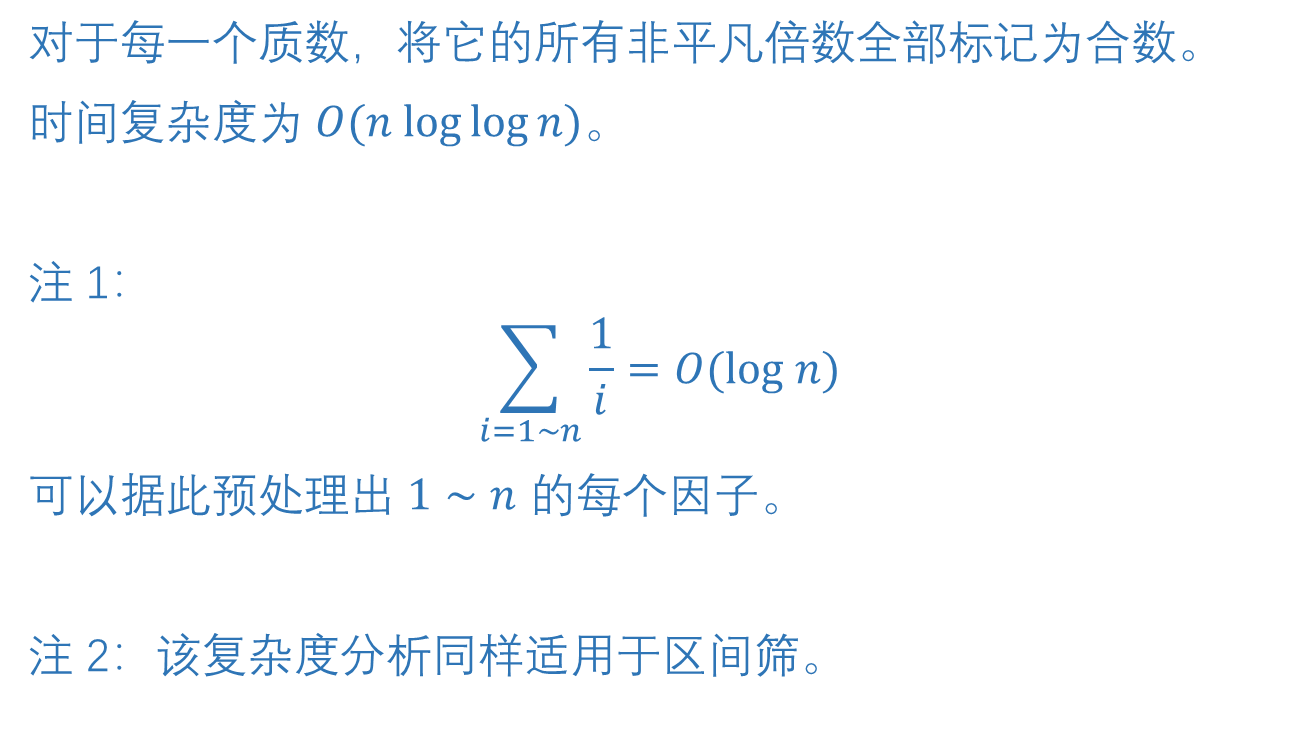 对于每一个质数，将它的所有非平凡倍数全部标记为合数。
时间复杂度为 O(n log log n)。
注 1：
∑_{i=1~n} 1/i = O(log n)
可以据此预处理出 1 ~ n 的每个因子。
注 2：该复杂度分析同样适用于区间筛。